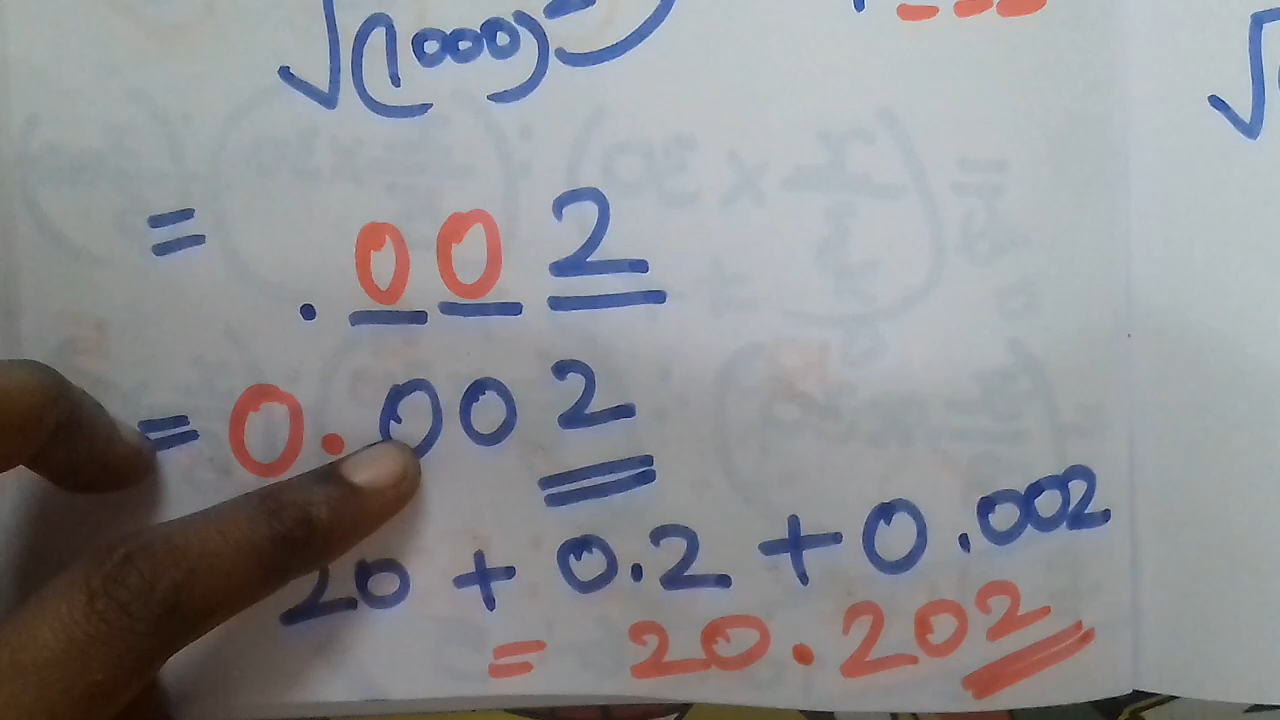 √(1000)
= .002
= 0.002
20 + 0.2 + 0.002
= 20.202